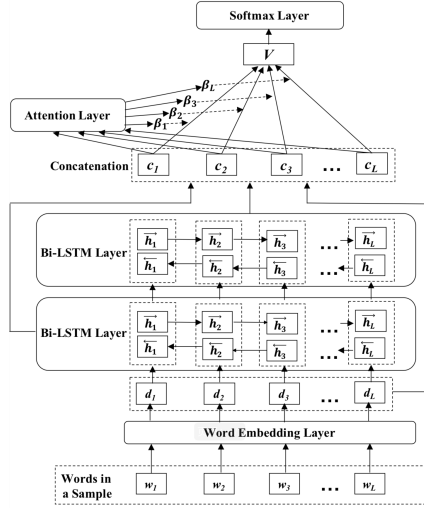 Softmax Layer
V
β_L
β_3
β_2
β_1
Attention Layer
Concatenation
c_1 c_2 c_3 ... c_L
Bi-LSTM Layer
→h_1 →h_2 →h_3 ... →h_L
←h_1 ←h_2 ←h_3 ... ←h_L
Bi-LSTM Layer
→h_1 →h_2 →h_3 ... →h_L
←h_1 ←h_2 ←h_3 ... ←h_L
d_1 d_2 d_3 ... d_L
Word Embedding Layer
Words in
a Sample
w_1 w_2 w_3 ... w_L